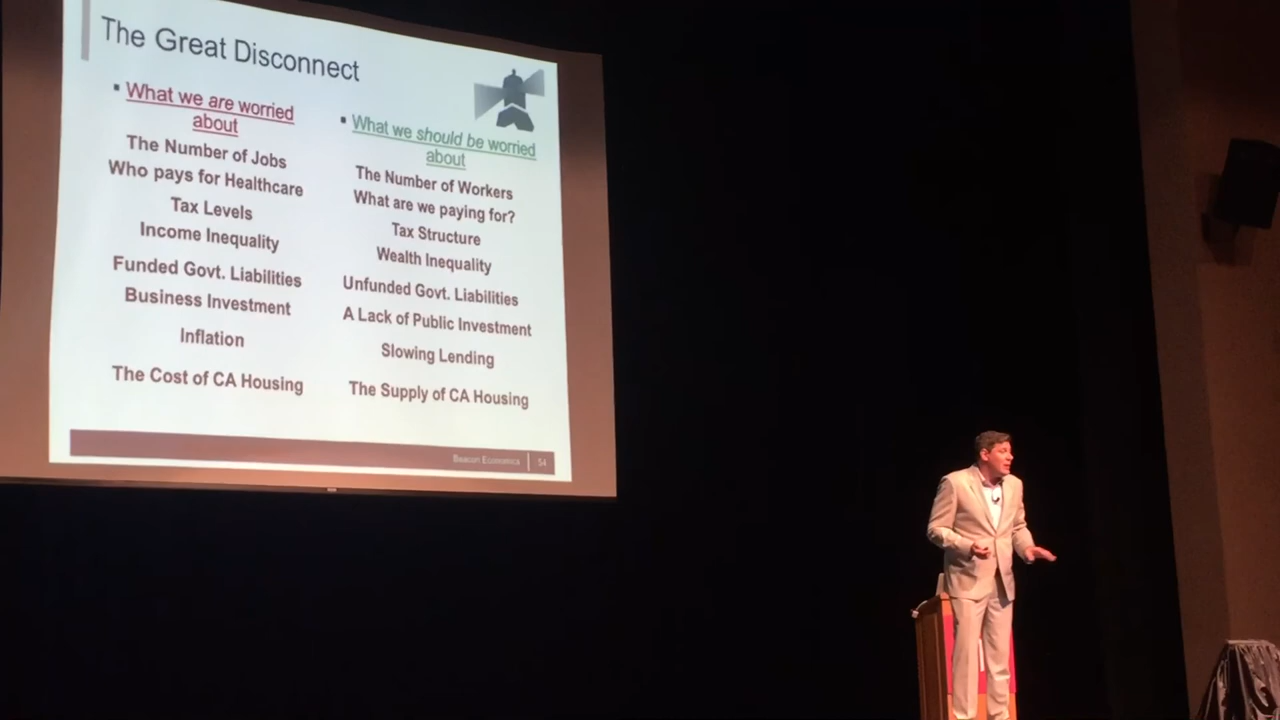 The Great Disconnect
▪ What we are worried
about
The Number of Jobs
Who pays for Healthcare
Tax Levels
Income Inequality
Funded Govt. Liabilities
Business Investment
Inflation
The Cost of CA Housing
▪ What we should be worried
about
The Number of Workers
What are we paying for?
Tax Structure
Wealth Inequality
Unfunded Govt. Liabilities
A Lack of Public Investment
Slowing Lending
The Supply of CA Housing
Beacon Economics | 54